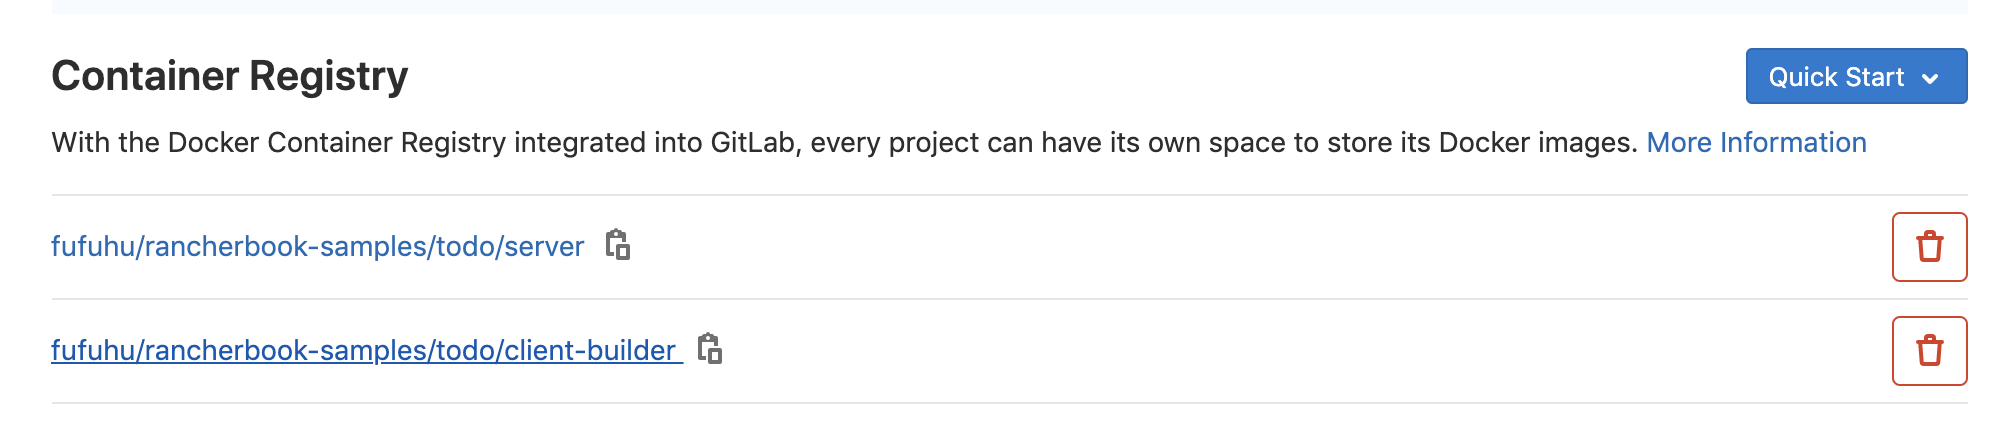 Container Registry
Quick Start
With the Docker Container Registry integrated into GitLab, every project can have its own space to store its Docker images. More Information
fufuhu/rancherbook-samples/todo/server
fufuhu/rancherbook-samples/todo/client-builder